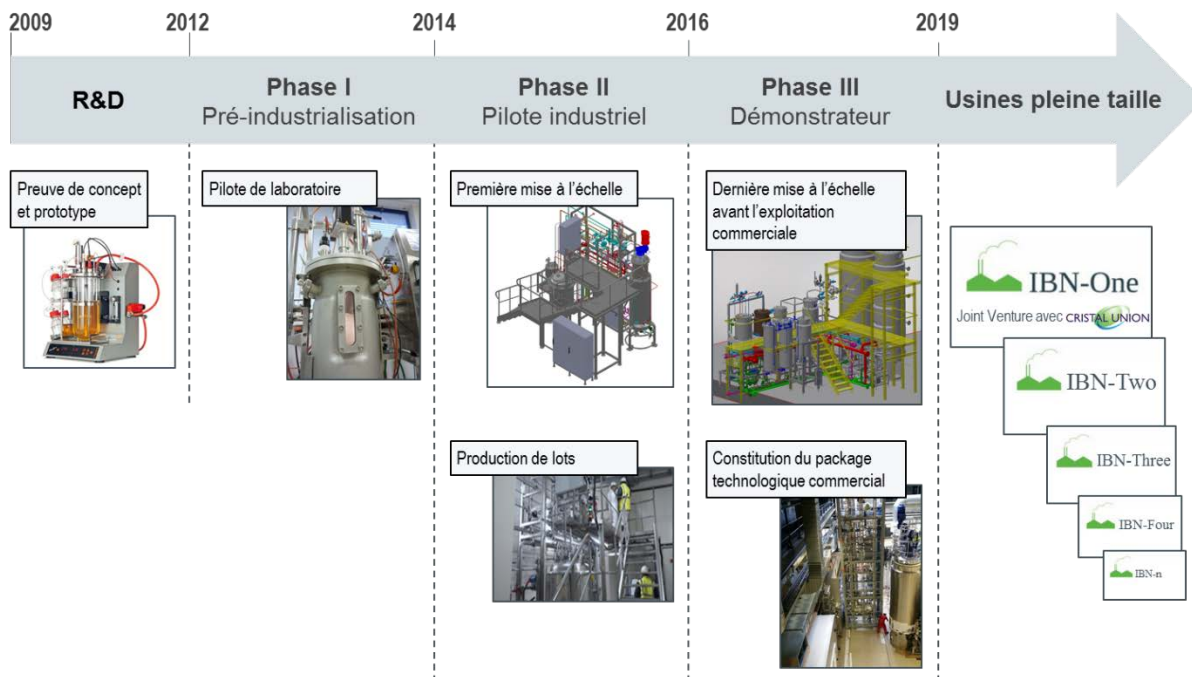 2009
2012
2014
2016
2019
R&D
Phase I
Pré-industrialisation
Phase II
Pilote industriel
Phase III
Démonstrateur
Usines pleine taille
Preuve de concept
et prototype
Pilote de laboratoire
Première mise à l'échelle
Dernière mise à l'échelle
avant l'exploitation
commerciale
IBN-One
Joint Venture avec CRISTAL UNION
IBN-Two
IBN-Three
IBN-Four
IBN-n
Production de lots
Constitution du package
technologique commercial